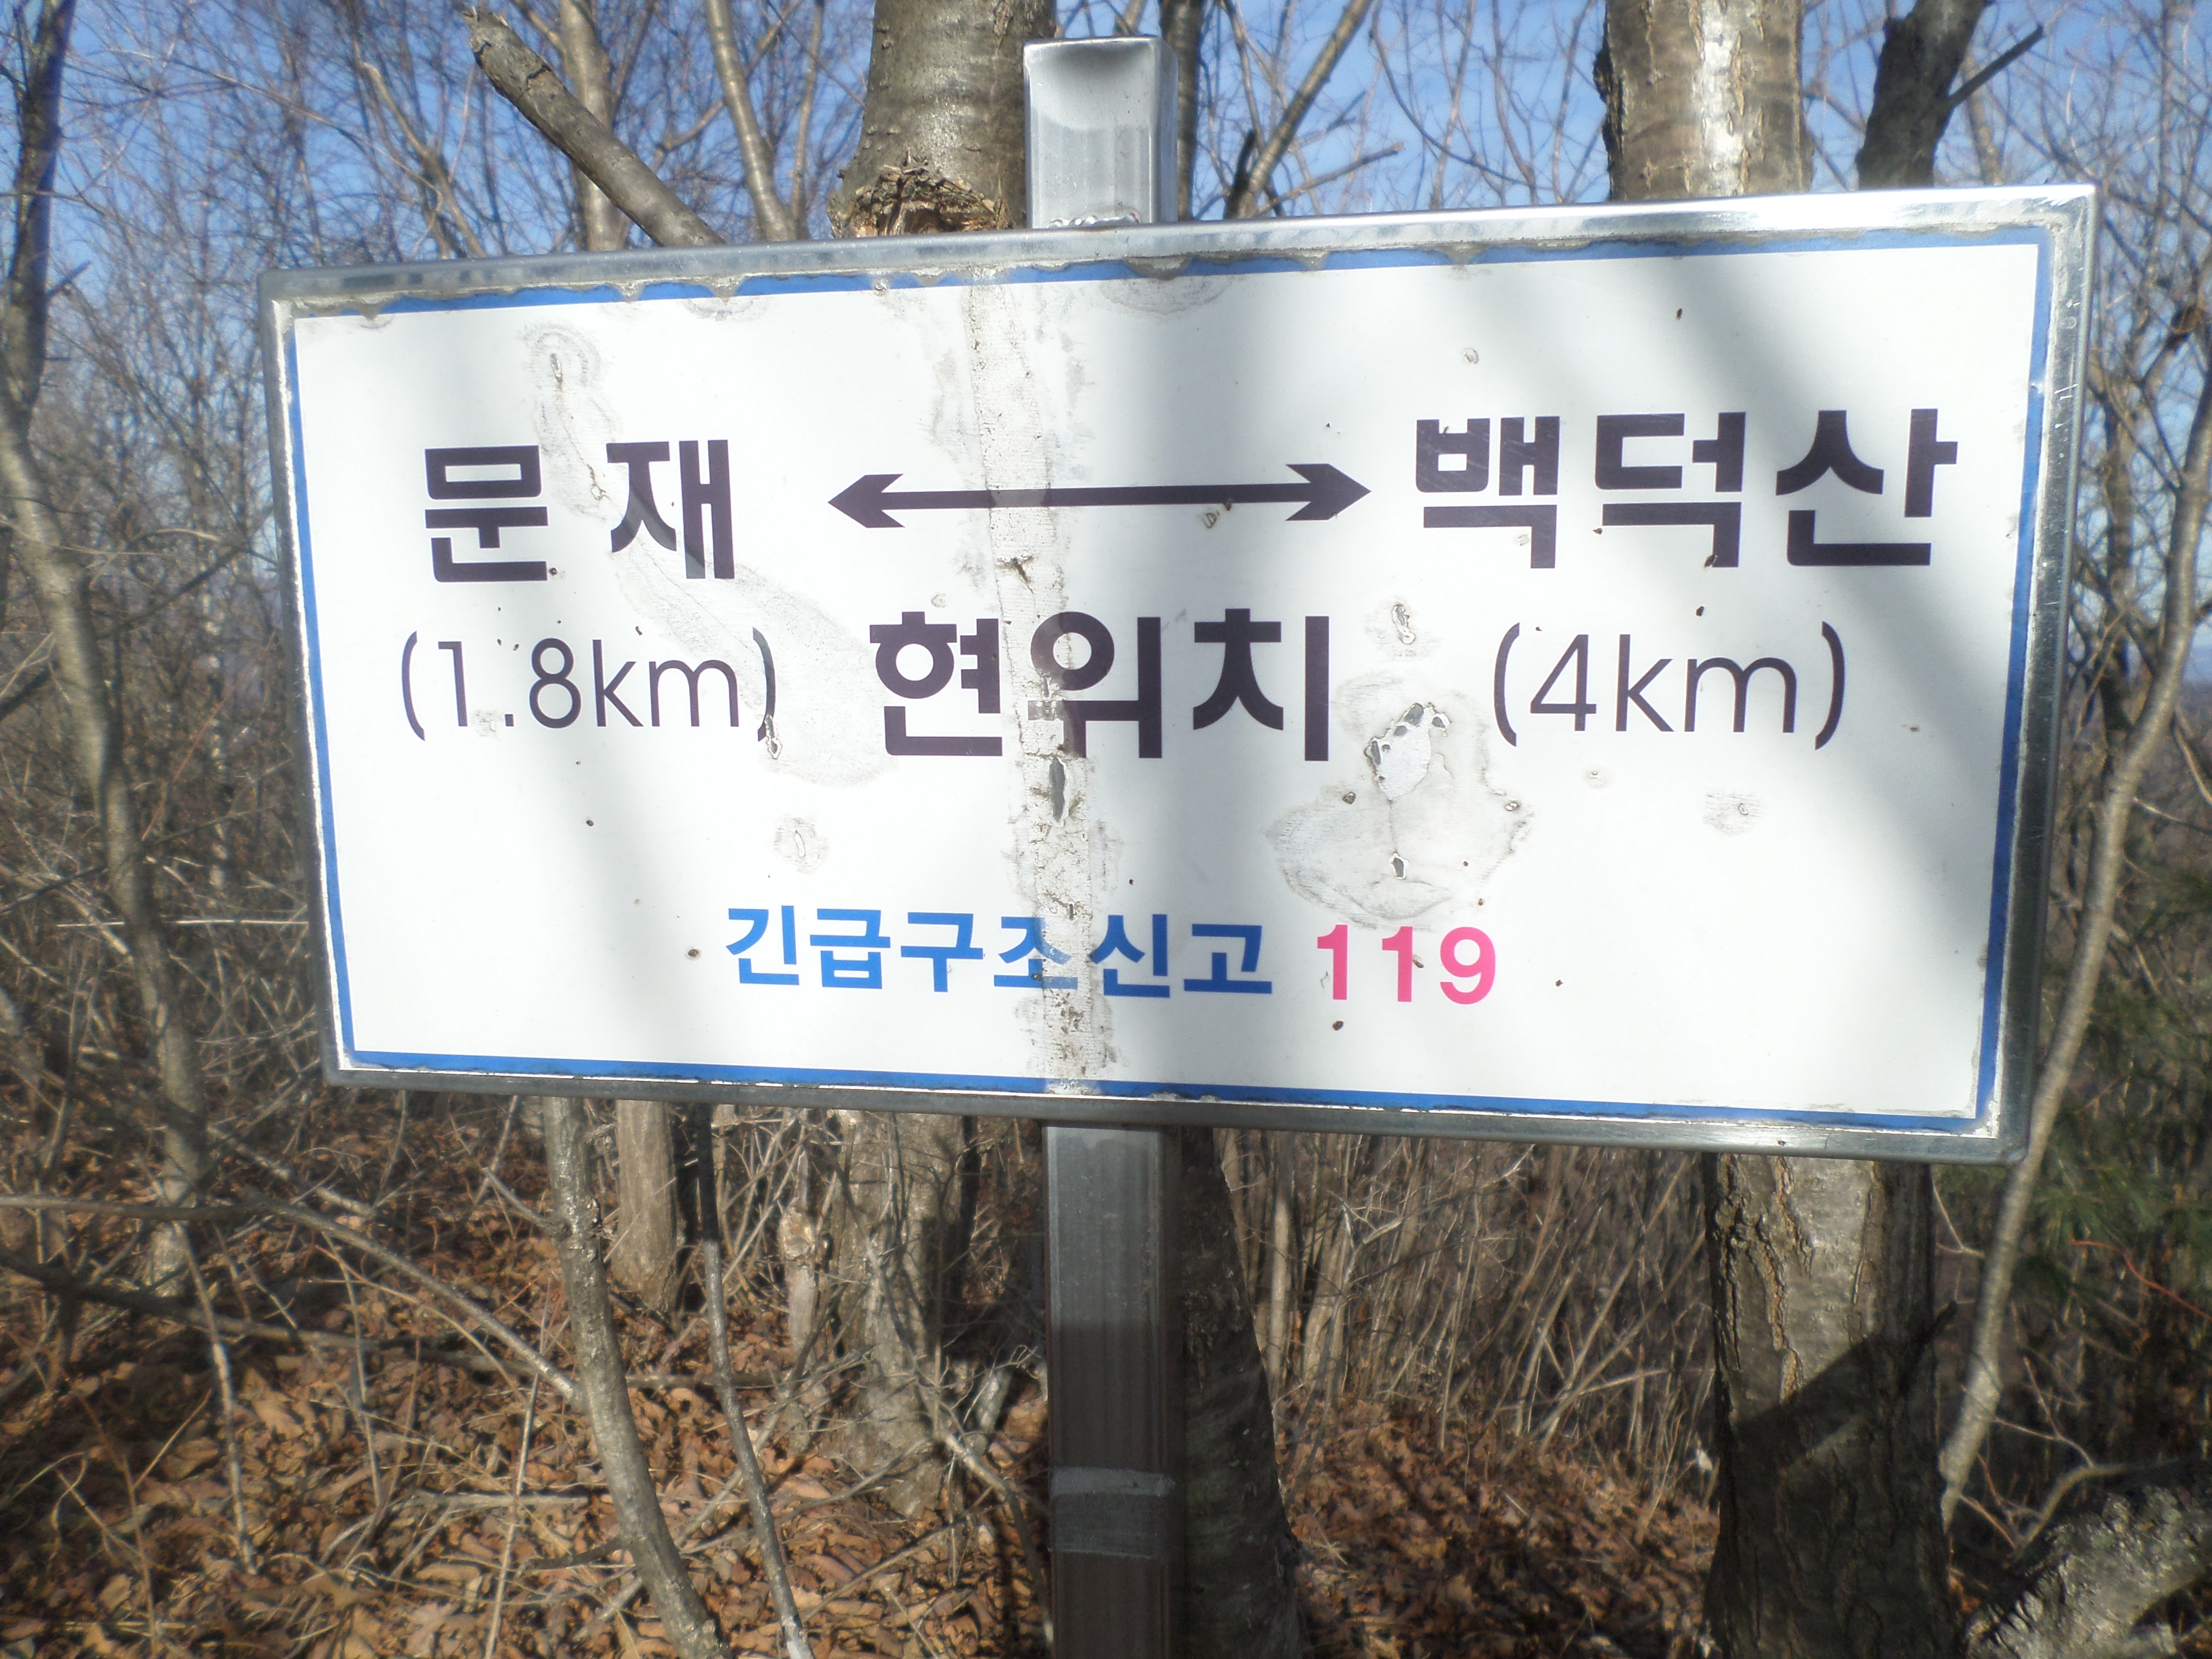 문재 ↔ 백덕산
(1.8km) 현위치 (4km)
긴급구조신고 119